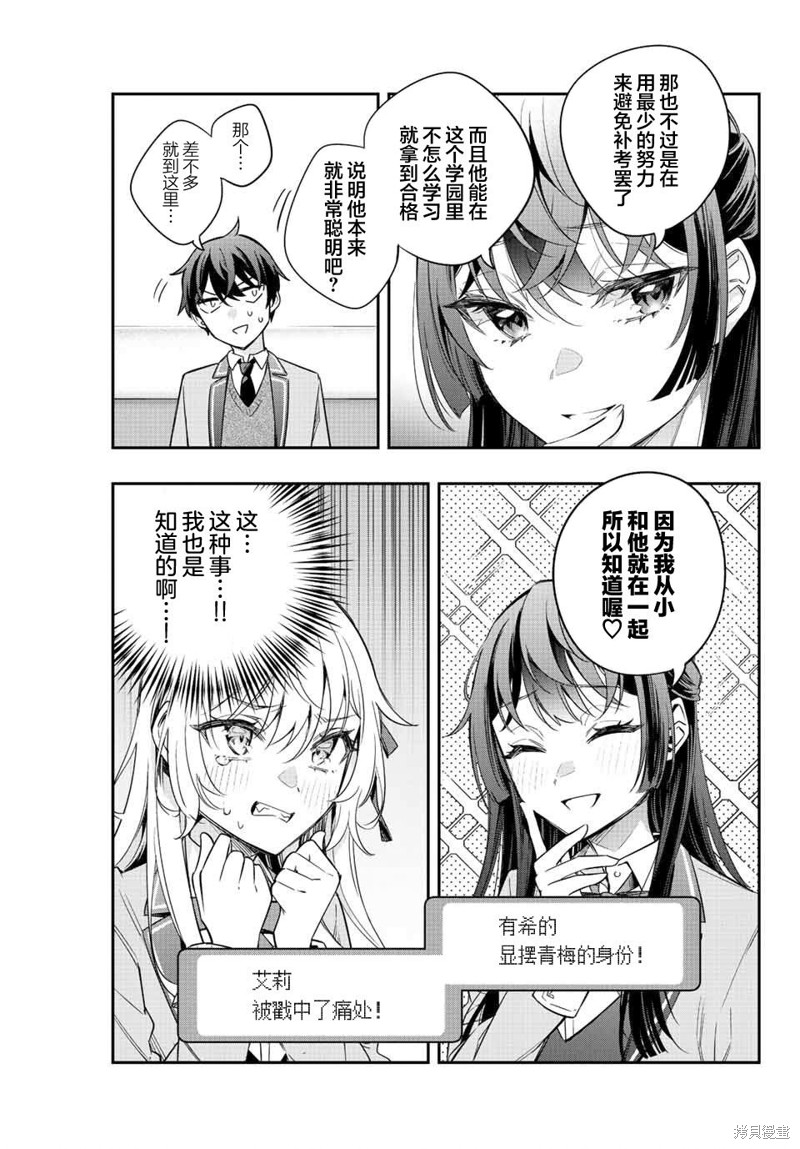 那也不过是在
用最少的努力
来避免补考罢了
而且他能在
这个学园里
不怎么学习
就拿到合格
说明他本来
就非常聪明吧？
那个…
差不多
就到这里…
因为我从小
和他就在一起
所以知道喔♡
这…
这种事…!!
我也是
知道的啊…!
有希的
显摆青梅的身份！
艾莉
被戳中了痛处！
拷贝漫画